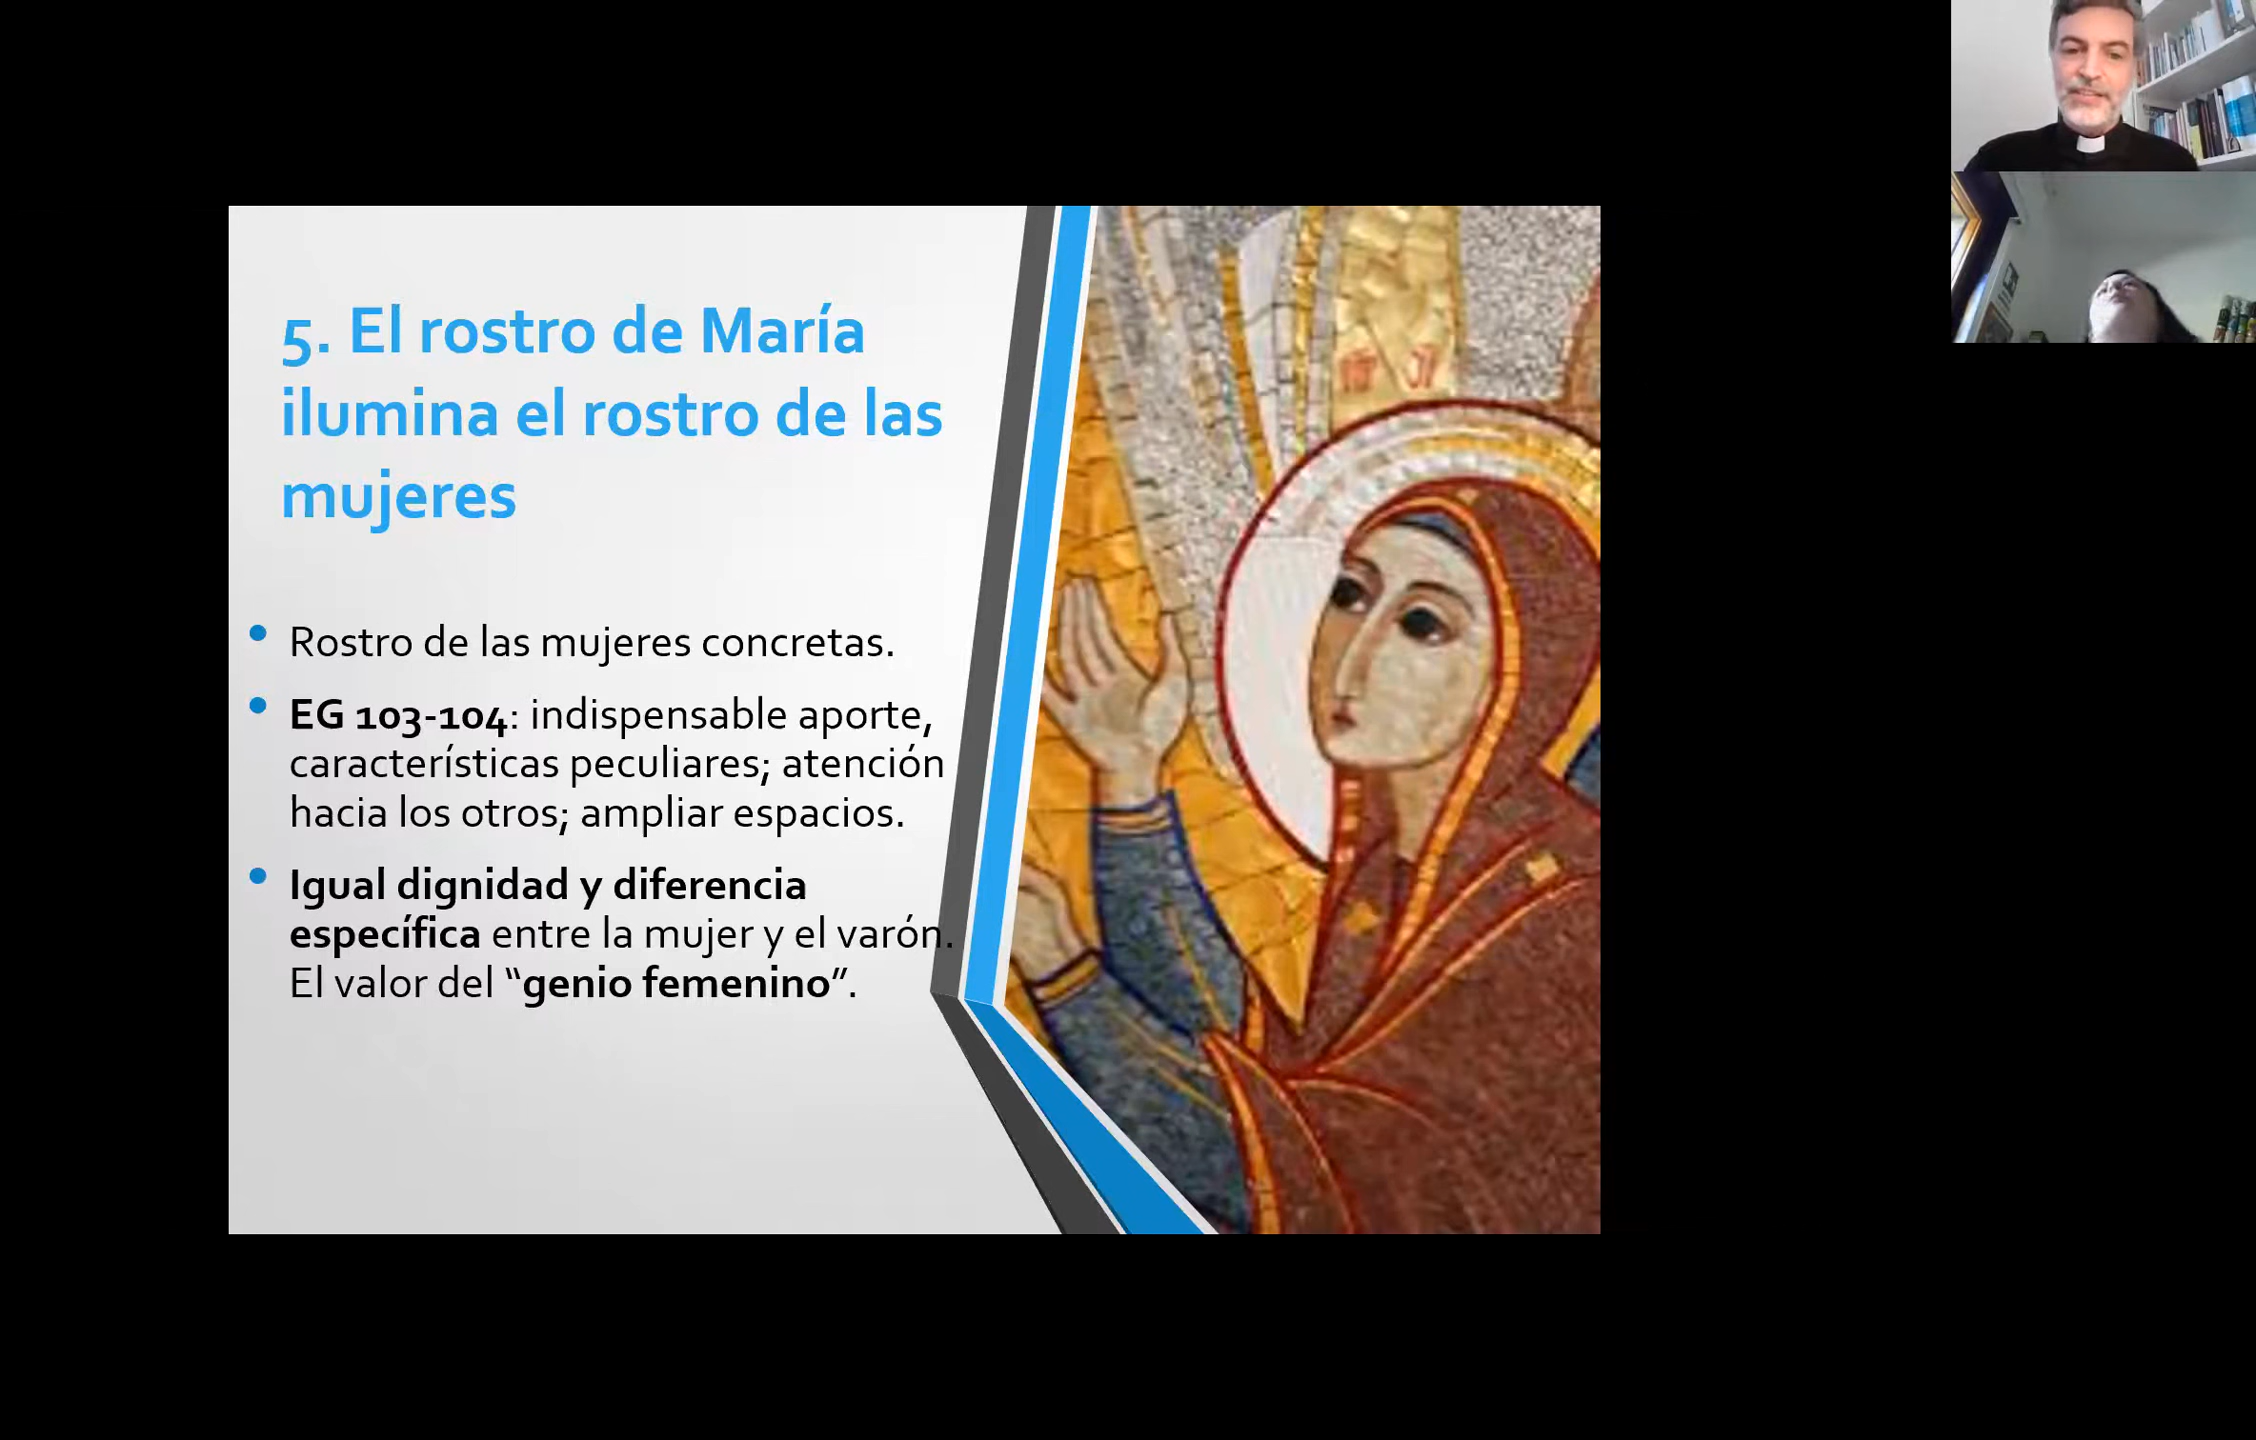 5. El rostro de María
ilumina el rostro de las
mujeres
• Rostro de las mujeres concretas.
• EG 103-104: indispensable aporte,
características peculiares; atención
hacia los otros; ampliar espacios.
• Igual dignidad y diferencia
específica entre la mujer y el varón.
El valor del “genio femenino”.